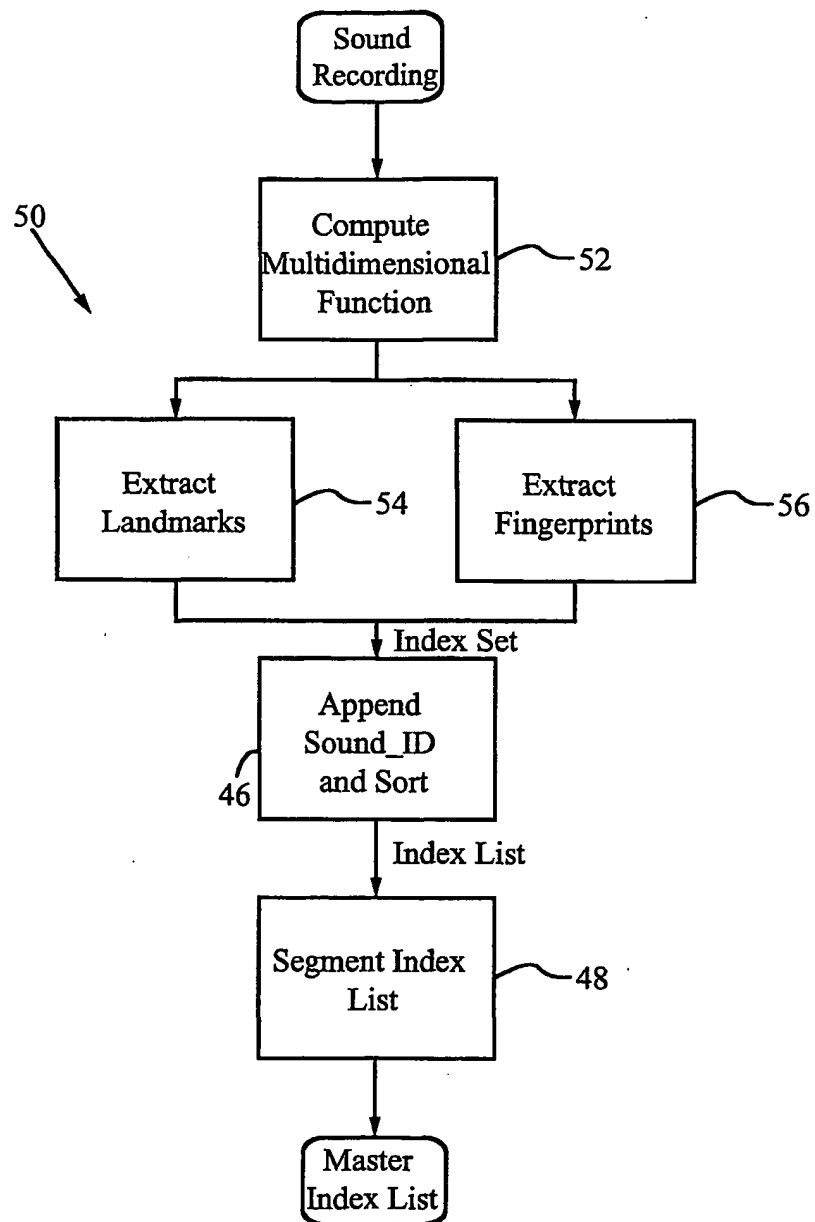 Sound
Recording
50
Compute
Multidimensional
Function
52
Extract
Landmarks
54
Extract
Fingerprints
56
Index Set
Append
Sound_ID
and Sort
46
Index List
Segment Index
List
48
Master
Index List